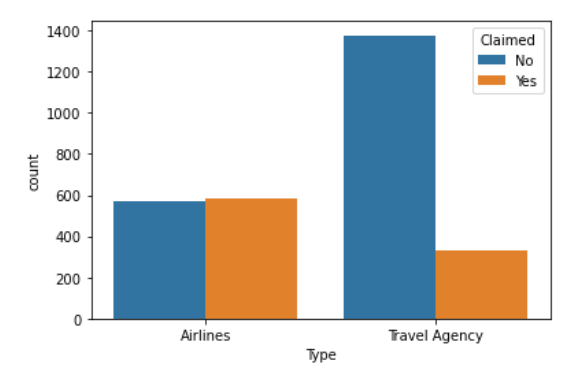 1400
1200
1000
800
600
400
200
0
count
Claimed
No
Yes
Airlines
Travel Agency
Type